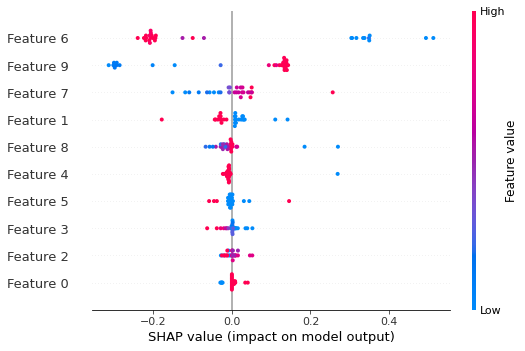 High
Feature 6
Feature 9
Feature 7
Feature 1
Feature 8
Feature 4
Feature 5
Feature 3
Feature 2
Feature 0
Feature value
Low
−0.2 0.0 0.2 0.4
SHAP value (impact on model output)